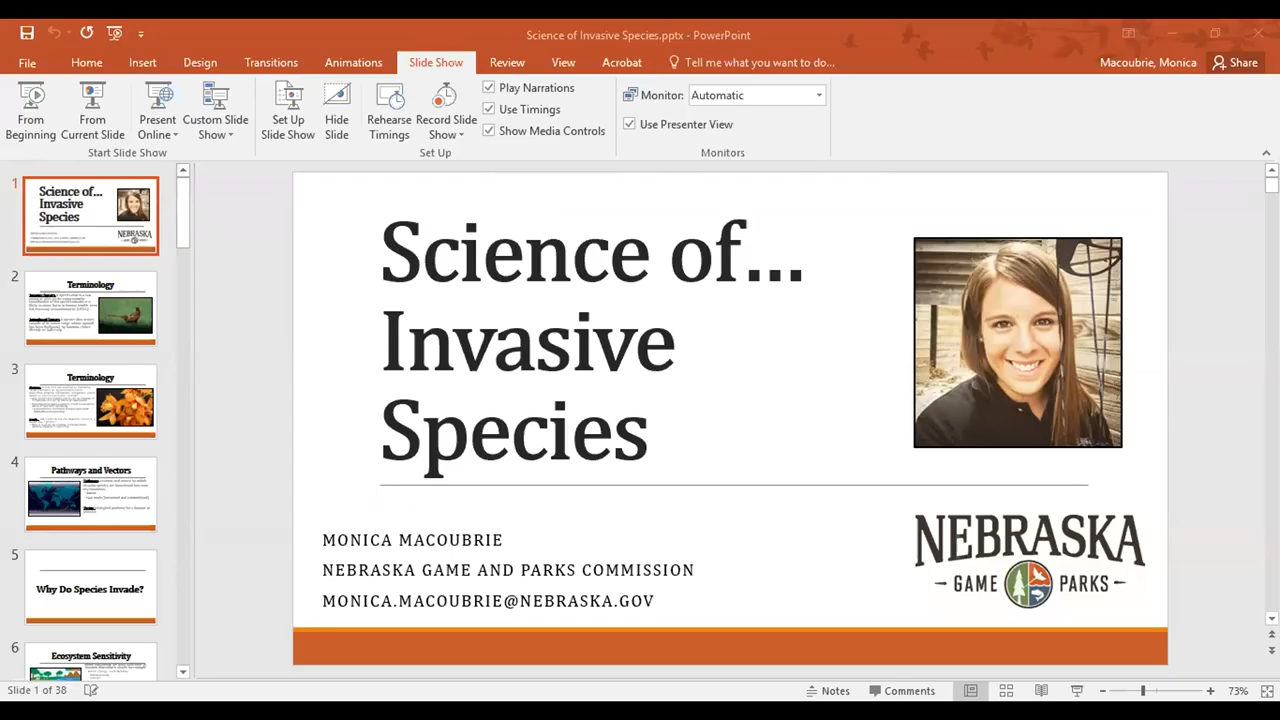 Science of Invasive Species.pptx - PowerPoint
File Home Insert Design Transitions Animations Slide Show Review View Acrobat Tell me what you want to do... Macoubrie, Monica Share
From Beginning
From Current Slide
Present Online
Custom Slide Show
Start Slide Show
Set Up Slide Show
Hide Slide
Rehearse Timings
Record Slide Show
Play Narrations
Use Timings
Show Media Controls
Set Up
Monitor: Automatic
Use Presenter View
Monitors
1
Science of...
Invasive
Species
NEBRASKA
GAME PARKS
2
Terminology
3
Terminology
4
Pathways and Vectors
5
Why Do Species Invade?
6
Ecosystem Sensitivity
Science of...
Invasive
Species
MONICA MACOUBRIE
NEBRASKA GAME AND PARKS COMMISSION
MONICA.MACOUBRIE@NEBRASKA.GOV
NEBRASKA
GAME PARKS
Slide 1 of 38
Notes Comments 73%